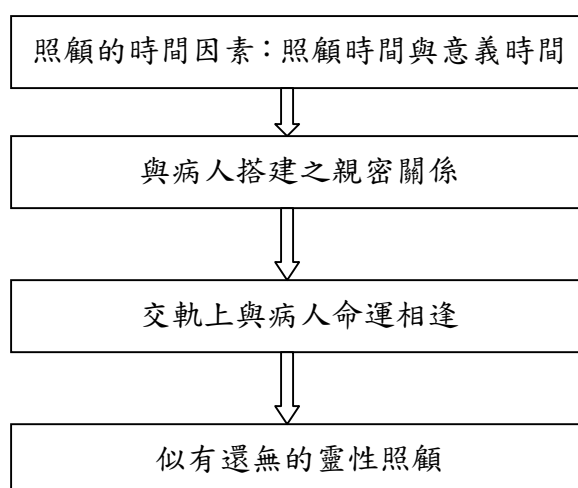 照顧的時間因素：照顧時間與意義時間
與病人搭建之親密關係
交軌上與病人命運相逢
似有還無的靈性照顧